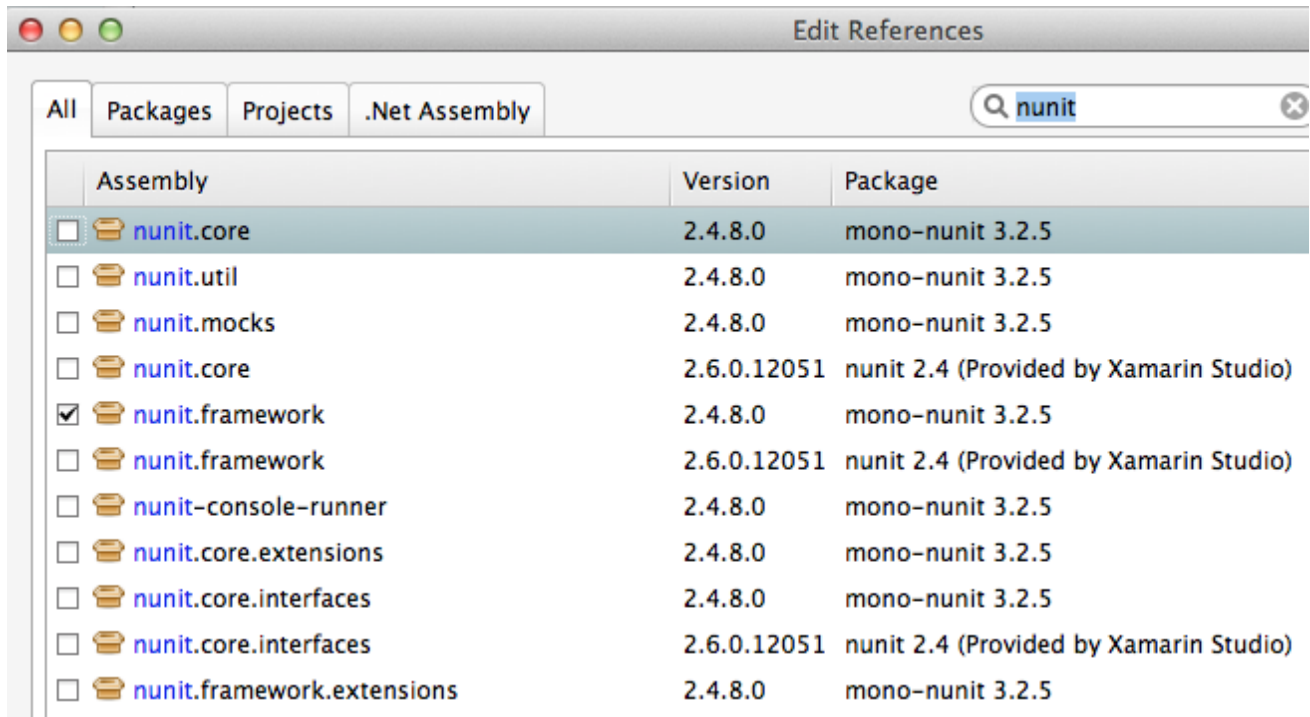 Edit References
All Packages Projects .Net Assembly nunit
Assembly Version Package
nunit.core 2.4.8.0 mono-nunit 3.2.5
nunit.util 2.4.8.0 mono-nunit 3.2.5
nunit.mocks 2.4.8.0 mono-nunit 3.2.5
nunit.core 2.6.0.12051 nunit 2.4 (Provided by Xamarin Studio)
nunit.framework 2.4.8.0 mono-nunit 3.2.5
nunit.framework 2.6.0.12051 nunit 2.4 (Provided by Xamarin Studio)
nunit-console-runner 2.4.8.0 mono-nunit 3.2.5
nunit.core.extensions 2.4.8.0 mono-nunit 3.2.5
nunit.core.interfaces 2.4.8.0 mono-nunit 3.2.5
nunit.core.interfaces 2.6.0.12051 nunit 2.4 (Provided by Xamarin Studio)
nunit.framework.extensions 2.4.8.0 mono-nunit 3.2.5